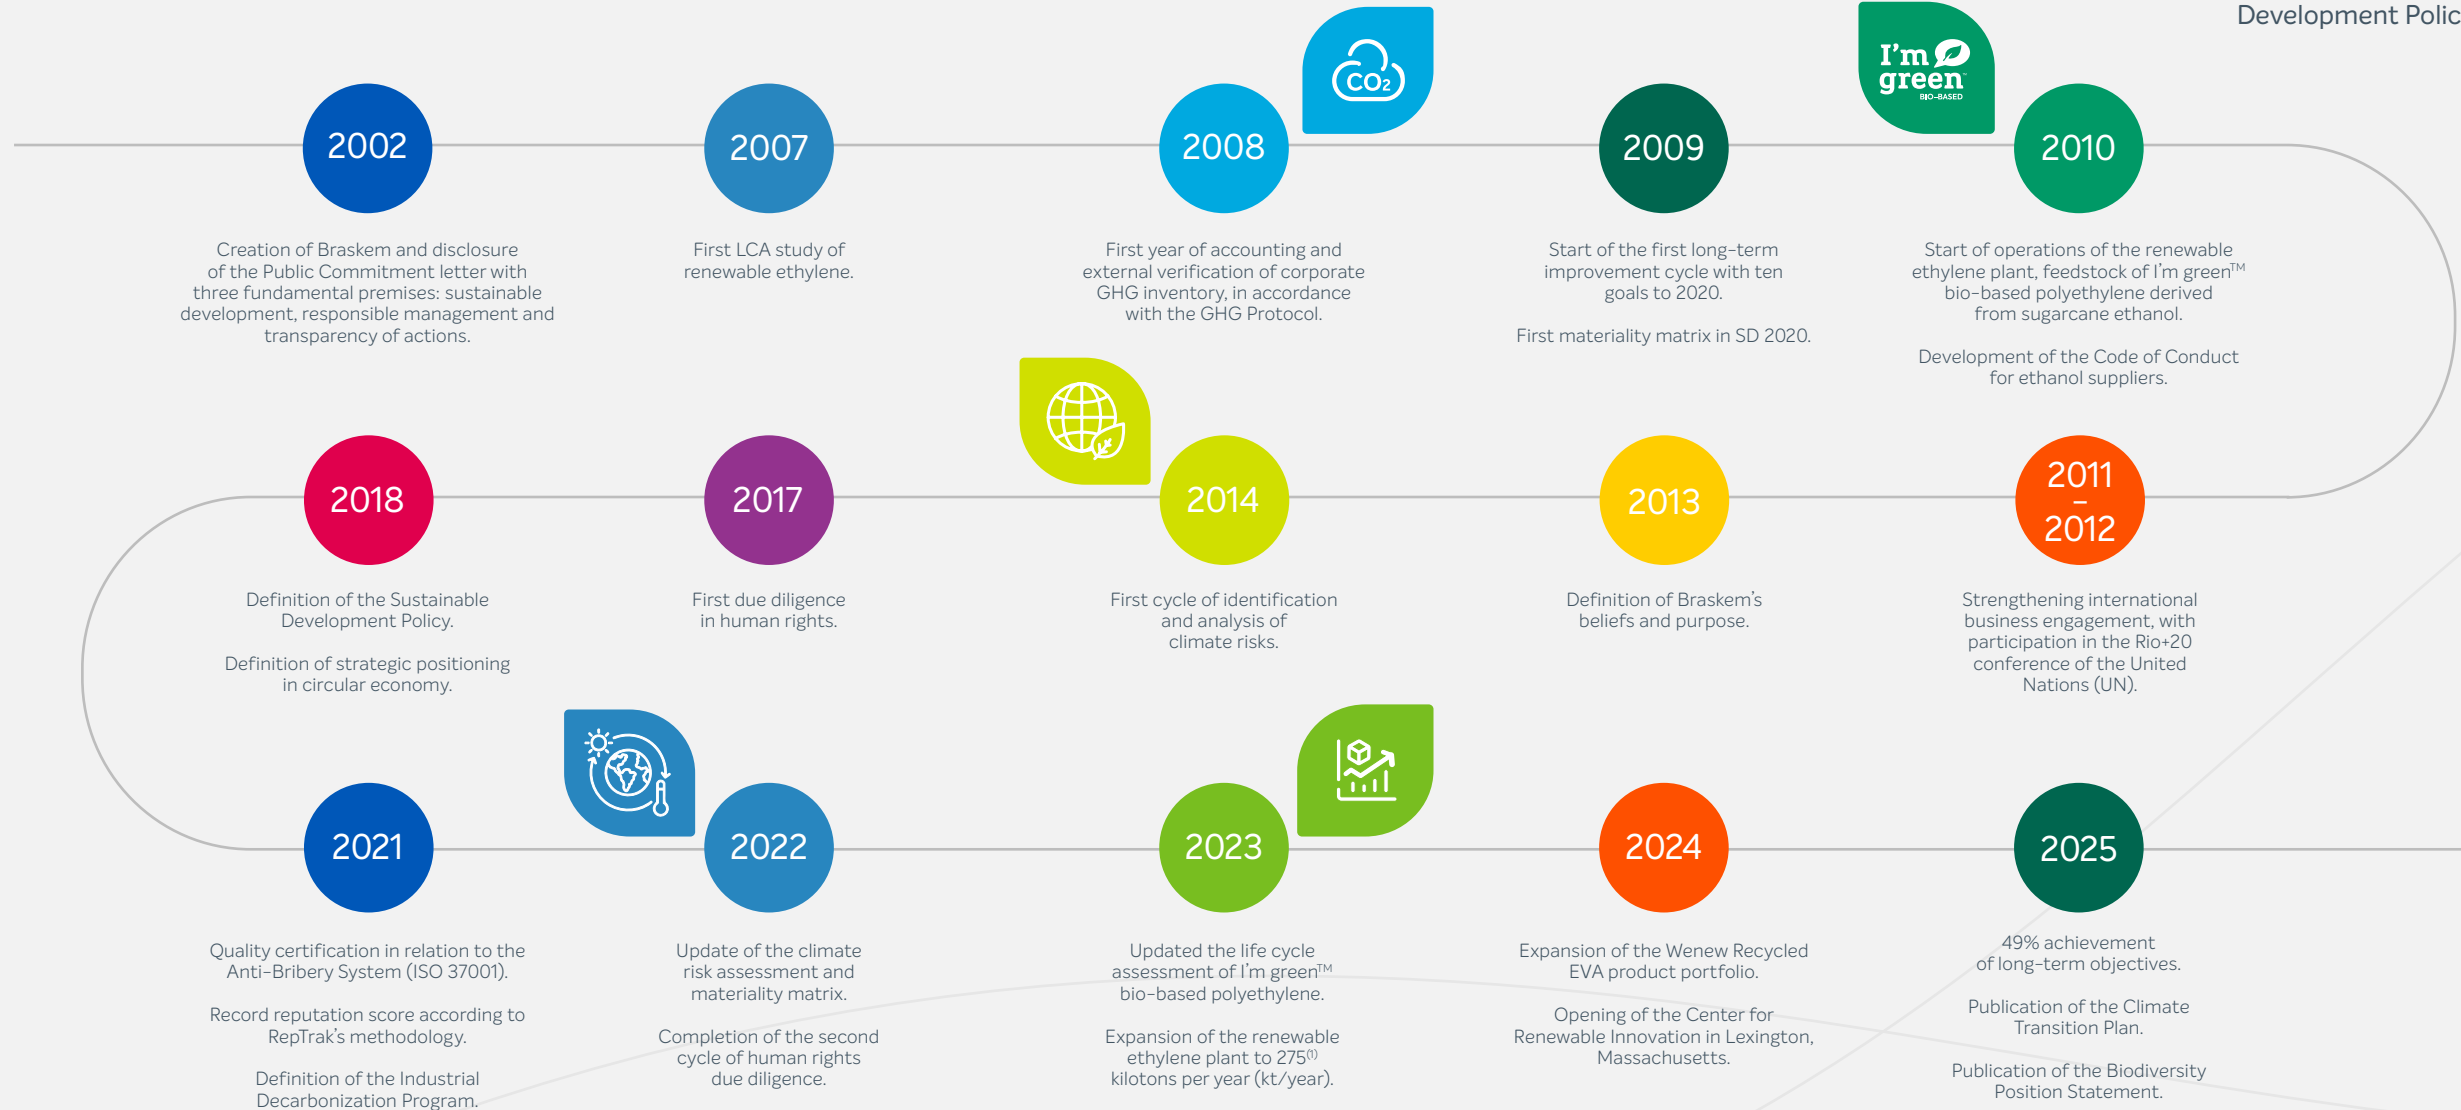 Development Polic
CO2
I'm
green™
BIO-BASED
2002
2007
2008
2009
2010
Creation of Braskem and disclosure
of the Public Commitment letter with
three fundamental premises: sustainable
development, responsible management and
transparency of actions.
First LCA study of
renewable ethylene.
First year of accounting and
external verification of corporate
GHG inventory, in accordance
with the GHG Protocol.
Start of the first long-term
improvement cycle with ten
goals to 2020.
First materiality matrix in SD 2020.
Start of operations of the renewable
ethylene plant, feedstock of I'm green™
bio-based polyethylene derived
from sugarcane ethanol.
Development of the Code of Conduct
for ethanol suppliers.
2018
2017
2014
2013
2011
–
2012
Definition of the Sustainable
Development Policy.
Definition of strategic positioning
in circular economy.
First due diligence
in human rights.
First cycle of identification
and analysis of
climate risks.
Definition of Braskem's
beliefs and purpose.
Strengthening international
business engagement, with
participation in the Rio+20
conference of the United
Nations (UN).
2021
2022
2023
2024
2025
Quality certification in relation to the
Anti-Bribery System (ISO 37001).
Record reputation score according to
RepTrak's methodology.
Definition of the Industrial
Decarbonization Program.
Update of the climate
risk assessment and
materiality matrix.
Completion of the second
cycle of human rights
due diligence.
Updated the life cycle
assessment of I'm green™
bio-based polyethylene.
Expansion of the renewable
ethylene plant to 275(1)
kilotons per year (kt/year).
Expansion of the Wenew Recycled
EVA product portfolio.
Opening of the Center for
Renewable Innovation in Lexington,
Massachusetts.
49% achievement
of long-term objectives.
Publication of the Climate
Transition Plan.
Publication of the Biodiversity
Position Statement.